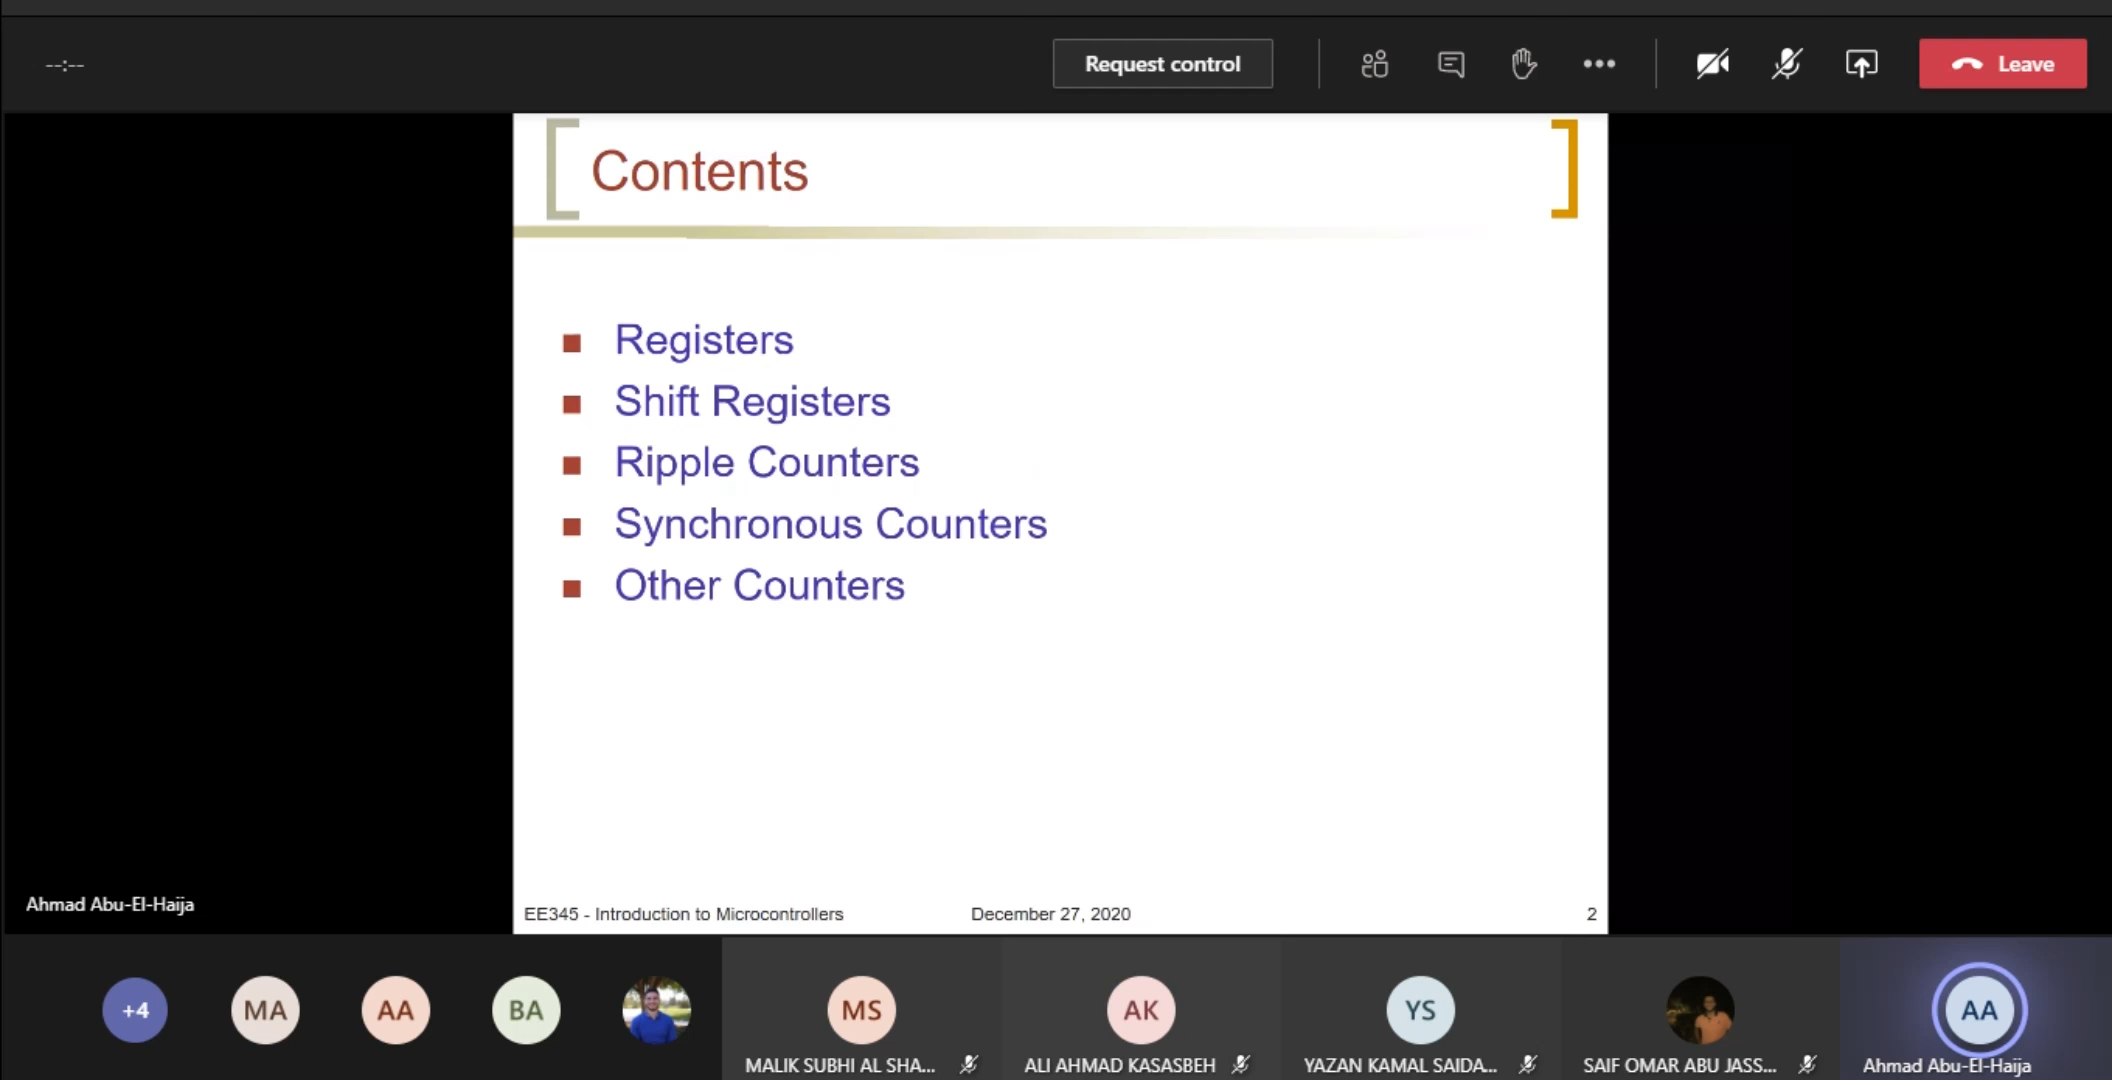 --:--
Request control
Leave
Contents
Registers
Shift Registers
Ripple Counters
Synchronous Counters
Other Counters
Ahmad Abu-El-Haija
EE345 - Introduction to Microcontrollers
December 27, 2020
2
+4
MA
AA
BA
MS
AK
YS
AA
MALIK SUBHI AL SHA...
ALI AHMAD KASASBEH
YAZAN KAMAL SAIDA...
SAIF OMAR ABU JASS...
Ahmad Abu-El-Haija